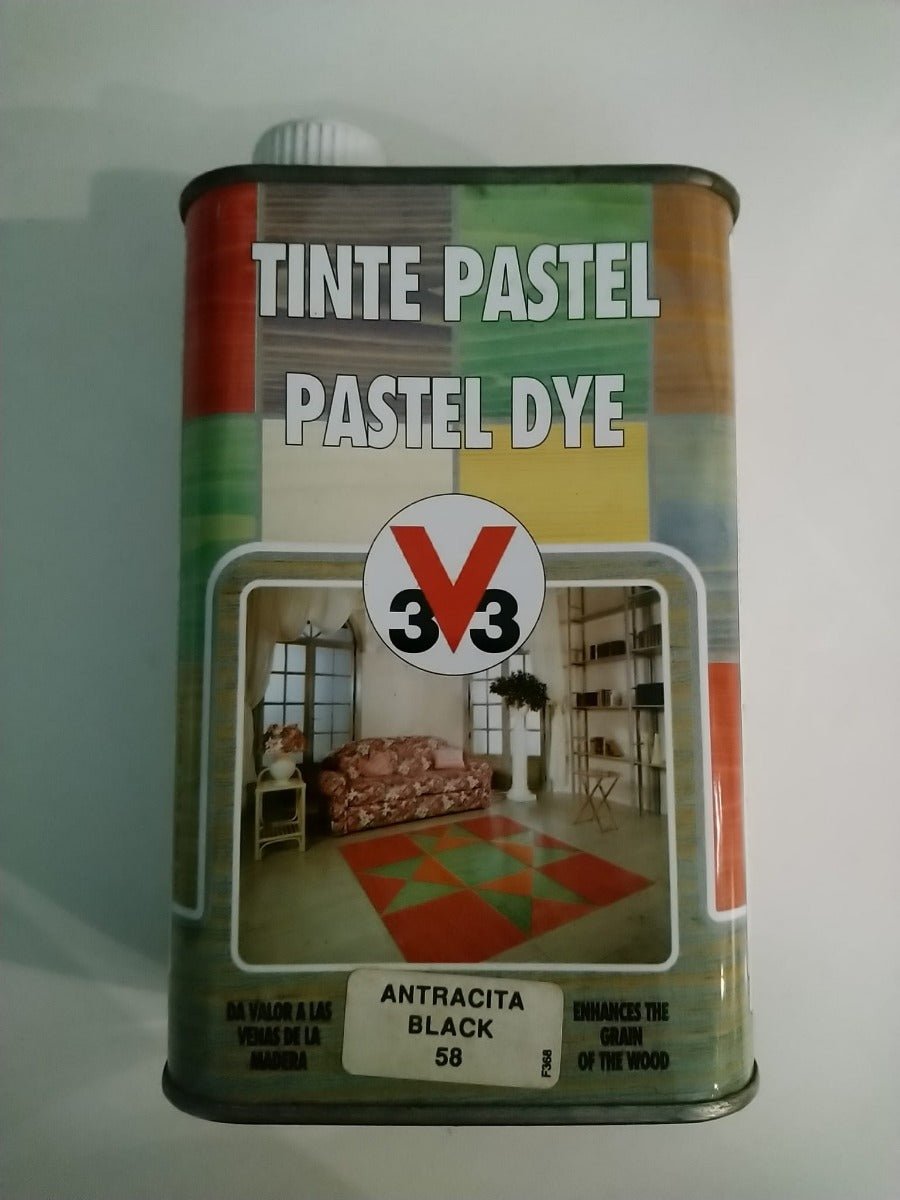 TINTE PASTEL
PASTEL DYE
3V3
DA VALOR A LAS
VENAS DE LA
MADERA
ANTRACITA
BLACK
58
F368
ENHANCES THE
GRAIN
OF THE WOOD